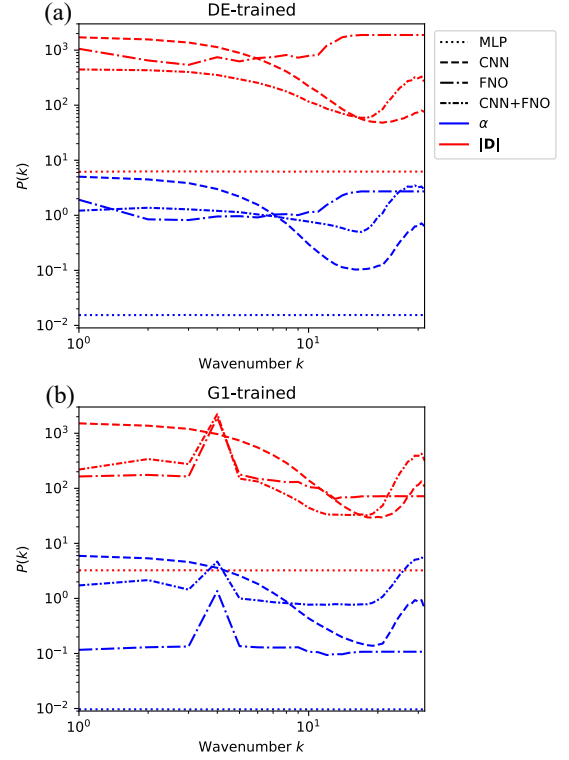 (a)
DE-trained
10³
10²
10¹
10⁰
10⁻¹
10⁻²
P(k)
10⁰
10¹
Wavenumber k
MLP
CNN
FNO
CNN+FNO
α
|D|
(b)
G1-trained
10³
10²
10¹
10⁰
10⁻¹
10⁻²
P(k)
10⁰
10¹
Wavenumber k